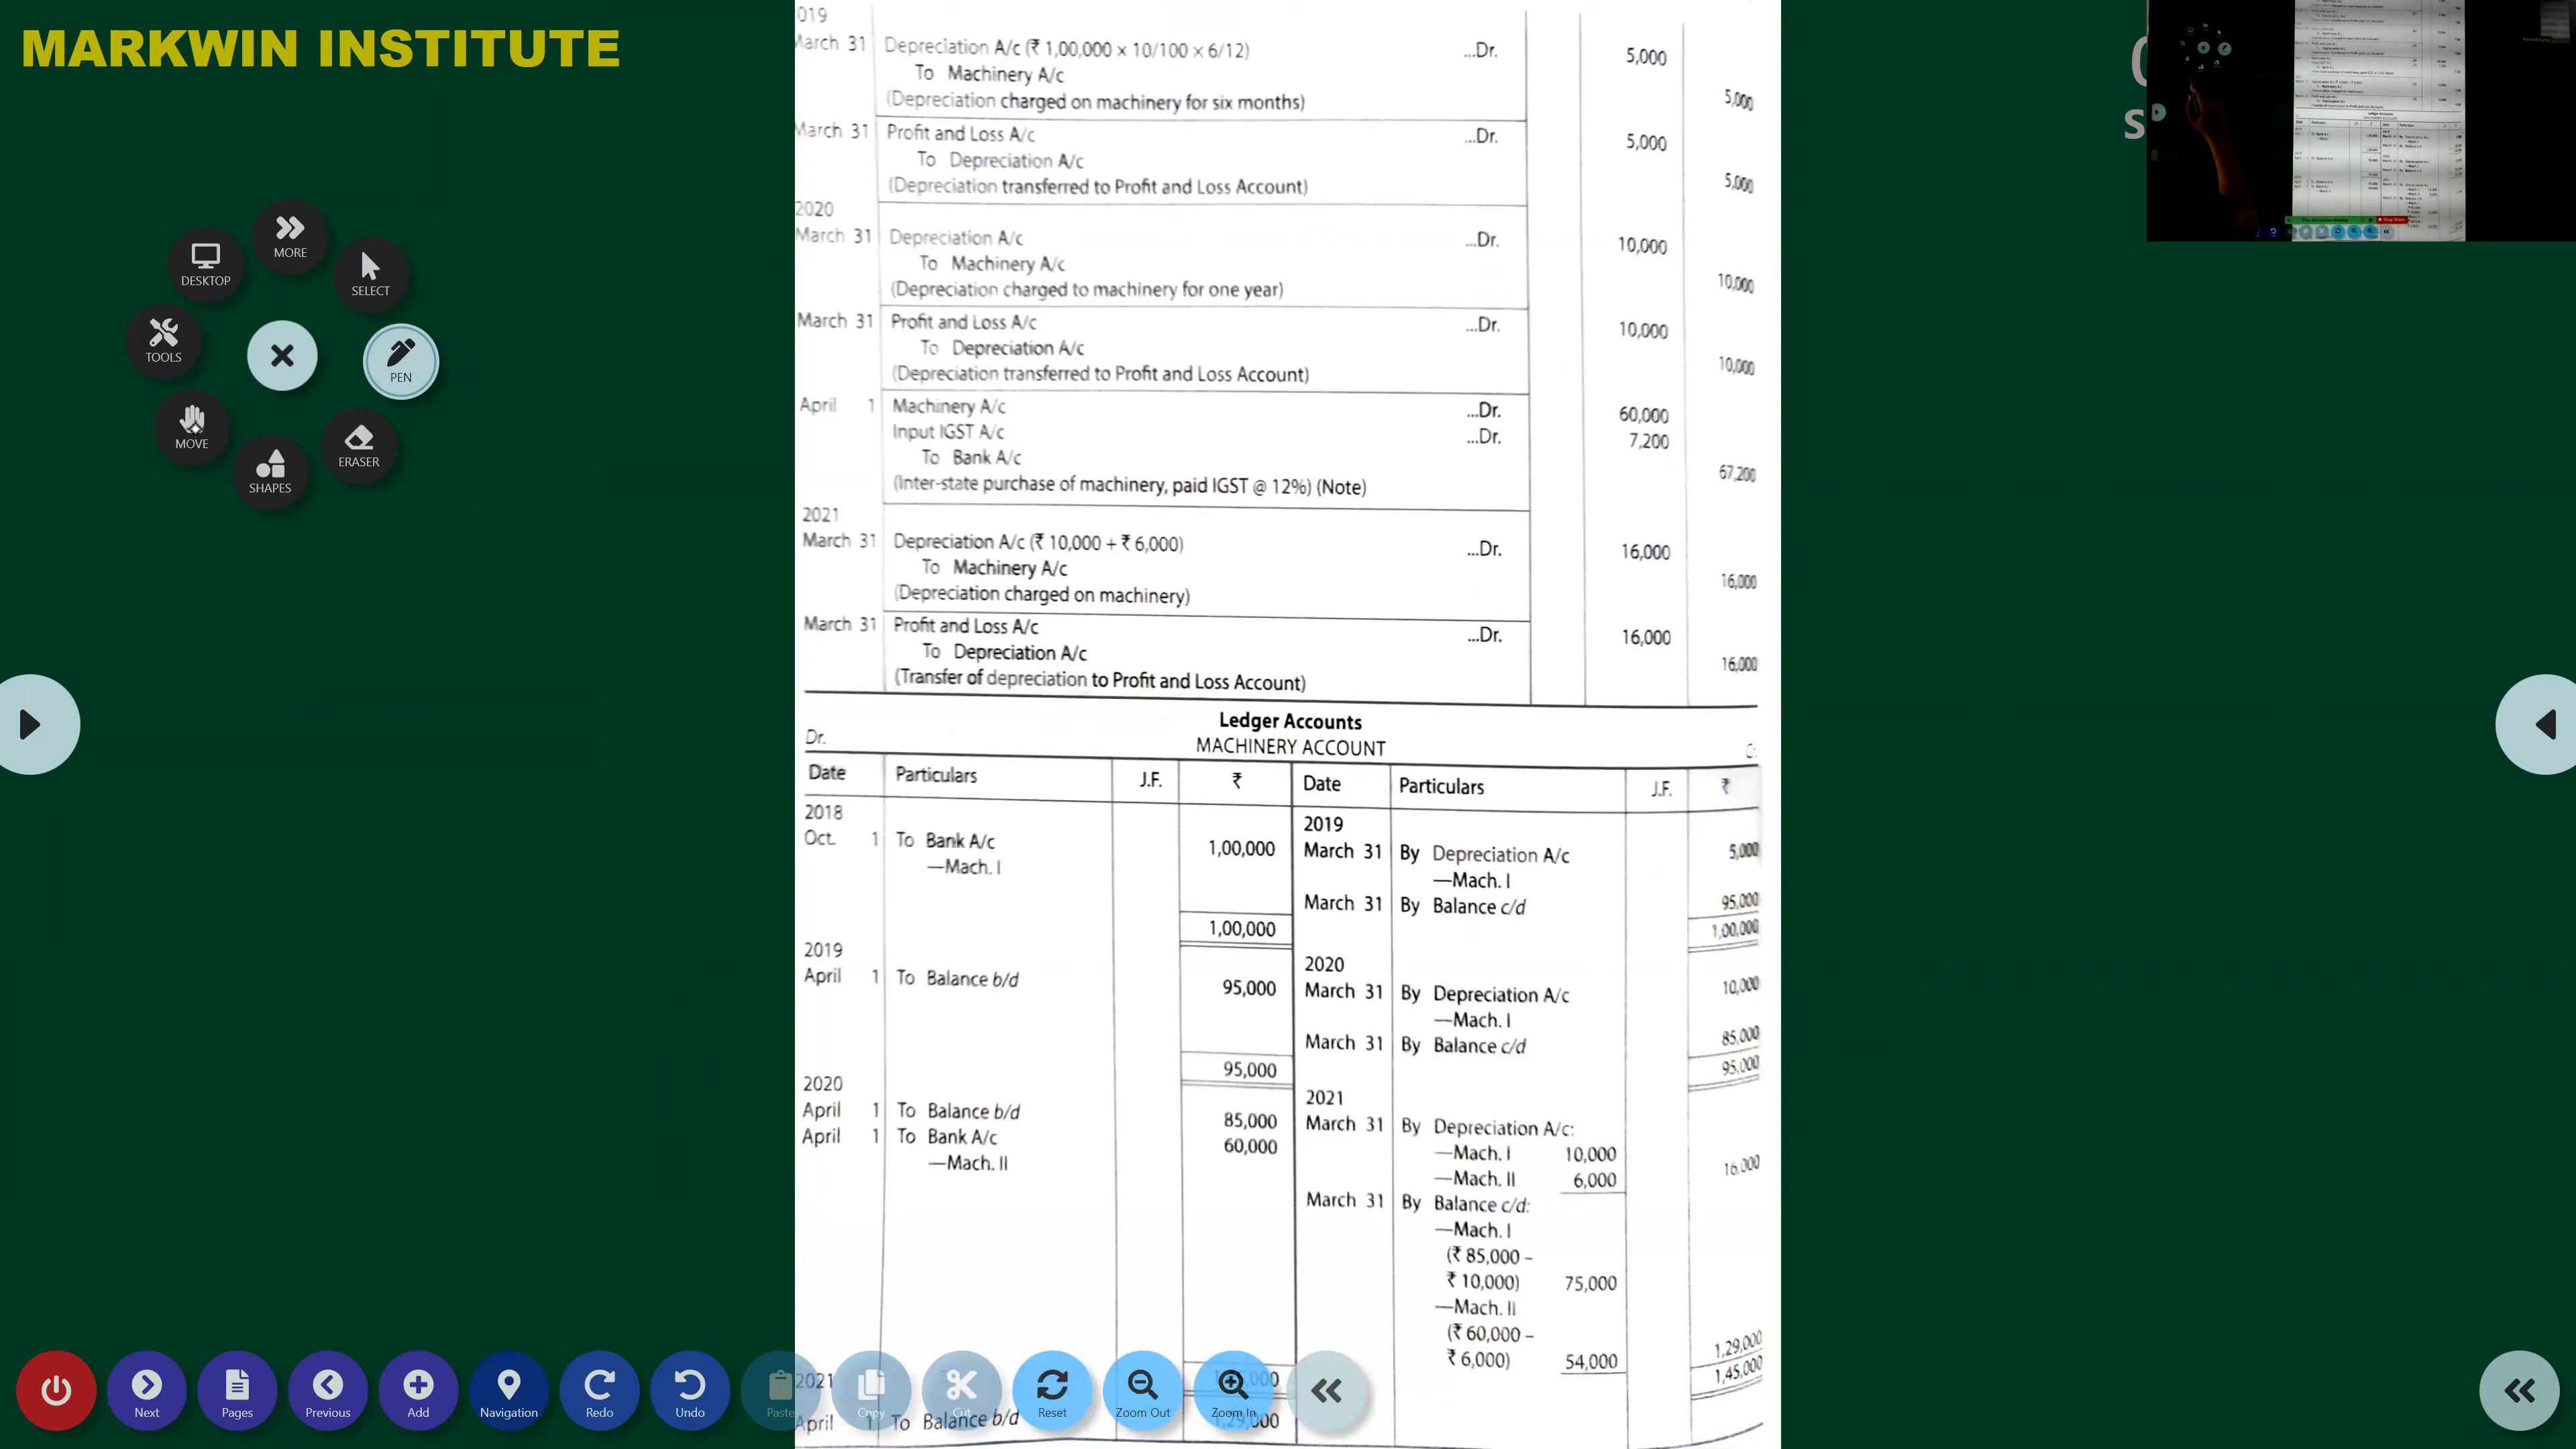 MARKWIN INSTITUTE
MORE
DESKTOP
SELECT
TOOLS
PEN
MOVE
ERASER
SHAPES
019
March 31 Depreciation A/c (₹ 1,00,000 × 10/100 × 6/12) ...Dr. 5,000
To Machinery A/c 5,000
(Depreciation charged on machinery for six months)
March 31 Profit and Loss A/c ...Dr. 5,000
To Depreciation A/c 5,000
(Depreciation transferred to Profit and Loss Account)
2020
March 31 Depreciation A/c ...Dr. 10,000
To Machinery A/c 10,000
(Depreciation charged to machinery for one year)
March 31 Profit and Loss A/c ...Dr. 10,000
To Depreciation A/c 10,000
(Depreciation transferred to Profit and Loss Account)
April 1 Machinery A/c ...Dr. 60,000
Input IGST A/c ...Dr. 7,200
To Bank A/c 67,200
(Inter-state purchase of machinery, paid IGST @ 12%) (Note)
2021
March 31 Depreciation A/c (₹ 10,000 + ₹ 6,000) ...Dr. 16,000
To Machinery A/c 16,000
(Depreciation charged on machinery)
March 31 Profit and Loss A/c ...Dr. 16,000
To Depreciation A/c 16,000
(Transfer of depreciation to Profit and Loss Account)
Ledger Accounts
Dr. MACHINERY ACCOUNT
Date Particulars J.F. ₹ Date Particulars J.F. ₹
2018 2019
Oct. 1 To Bank A/c 1,00,000 March 31 By Depreciation A/c 5,000
—Mach. I —Mach. I
March 31 By Balance c/d 95,000
1,00,000 1,00,000
2019 2020
April 1 To Balance b/d 95,000 March 31 By Depreciation A/c 10,000
—Mach. I
March 31 By Balance c/d 85,000
95,000 95,000
2020 2021
April 1 To Balance b/d 85,000 March 31 By Depreciation A/c:
April 1 To Bank A/c 60,000 —Mach. I 10,000
—Mach. II —Mach. II 6,000 16,000
March 31 By Balance c/d:
—Mach. I
(₹ 85,000 –
₹ 10,000) 75,000
—Mach. II
(₹ 60,000 –
₹ 6,000) 54,000 1,29,000
1,45,000
2021
April 1 To Balance b/d
Next
Pages
Previous
Add
Navigation
Redo
Undo
Paste
Copy
Cut
Reset
Zoom Out
Zoom In